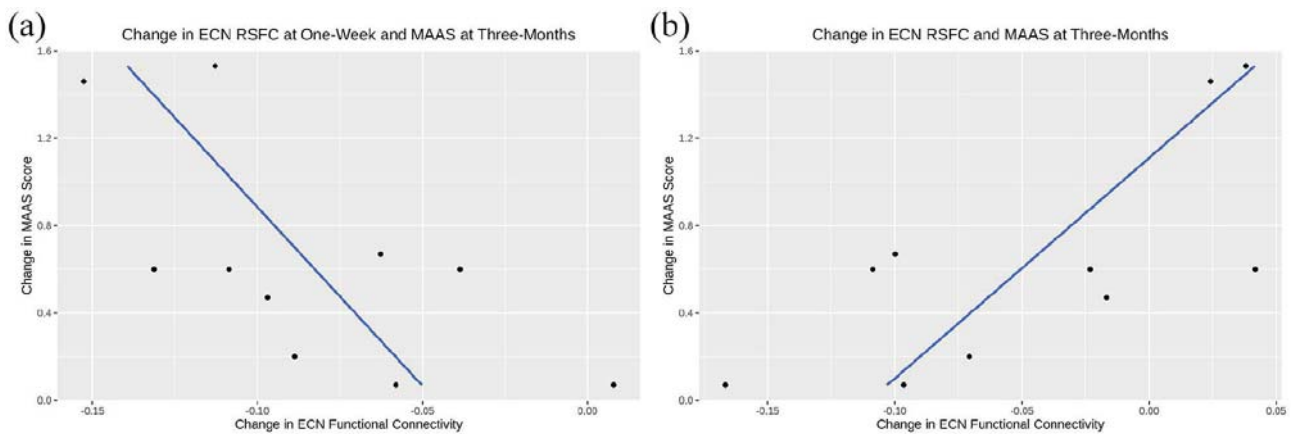 (a)
Change in ECN RSFC at One-Week and MAAS at Three-Months
Change in MAAS Score
1.6
1.2
0.8
0.4
0.0
-0.15
-0.10
-0.05
0.00
Change in ECN Functional Connectivity
(b)
Change in ECN RSFC and MAAS at Three-Months
Change in MAAS Score
1.6
1.2
0.8
0.4
0.0
-0.15
-0.10
-0.05
0.00
0.05
Change in ECN Functional Connectivity